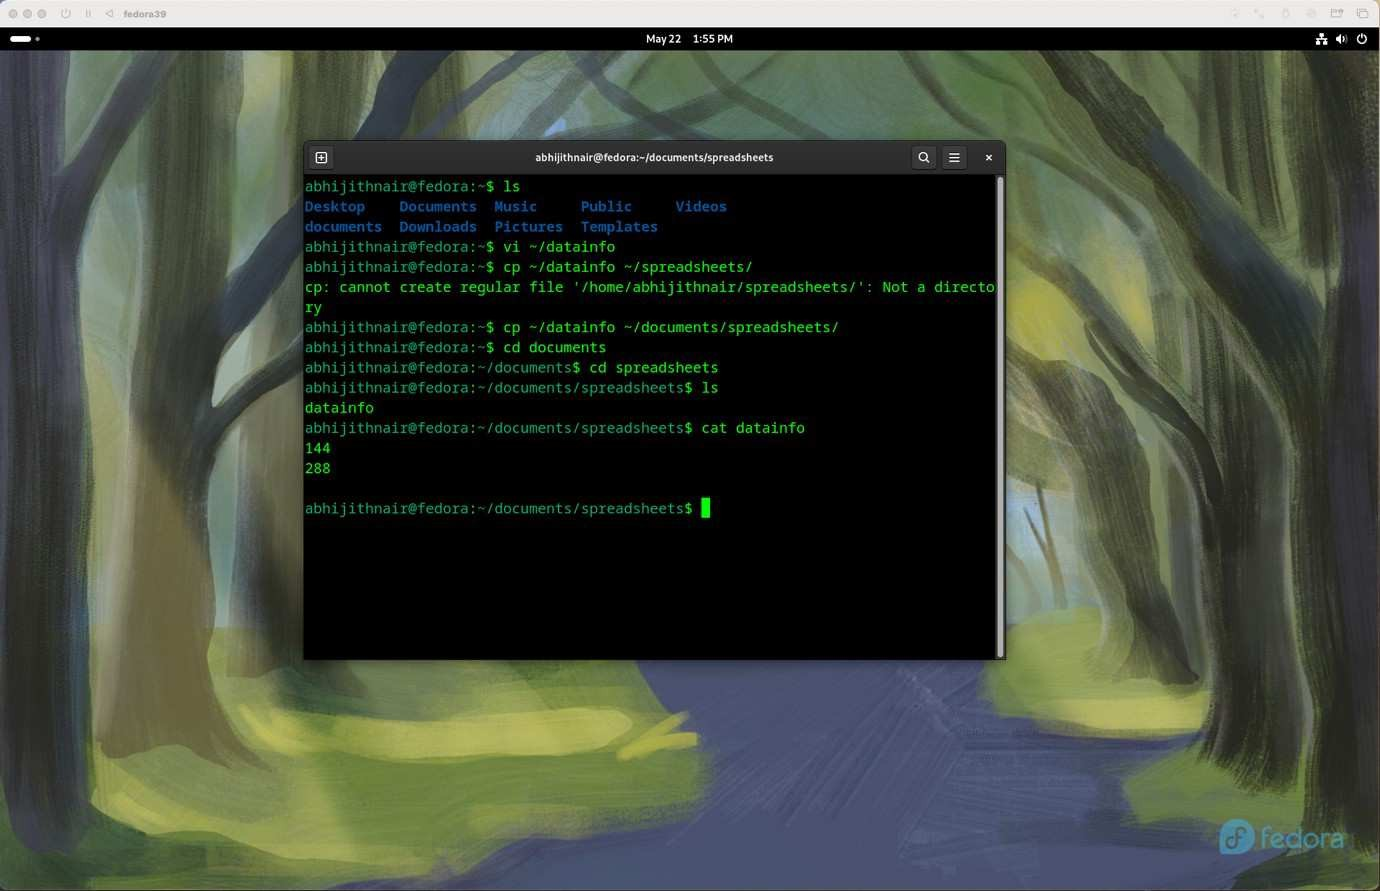 fedora39
May 22 1:55 PM
abhijithnair@fedora:~/documents/spreadsheets
abhijithnair@fedora:~$ ls
Desktop Documents Music Public Videos
documents Downloads Pictures Templates
abhijithnair@fedora:~$ vi ~/datainfo
abhijithnair@fedora:~$ cp ~/datainfo ~/spreadsheets/
cp: cannot create regular file '/home/abhijithnair/spreadsheets/': Not a directo
ry
abhijithnair@fedora:~$ cp ~/datainfo ~/documents/spreadsheets/
abhijithnair@fedora:~$ cd documents
abhijithnair@fedora:~/documents$ cd spreadsheets
abhijithnair@fedora:~/documents/spreadsheets$ ls
datainfo
abhijithnair@fedora:~/documents/spreadsheets$ cat datainfo
144
288
abhijithnair@fedora:~/documents/spreadsheets$
fedora